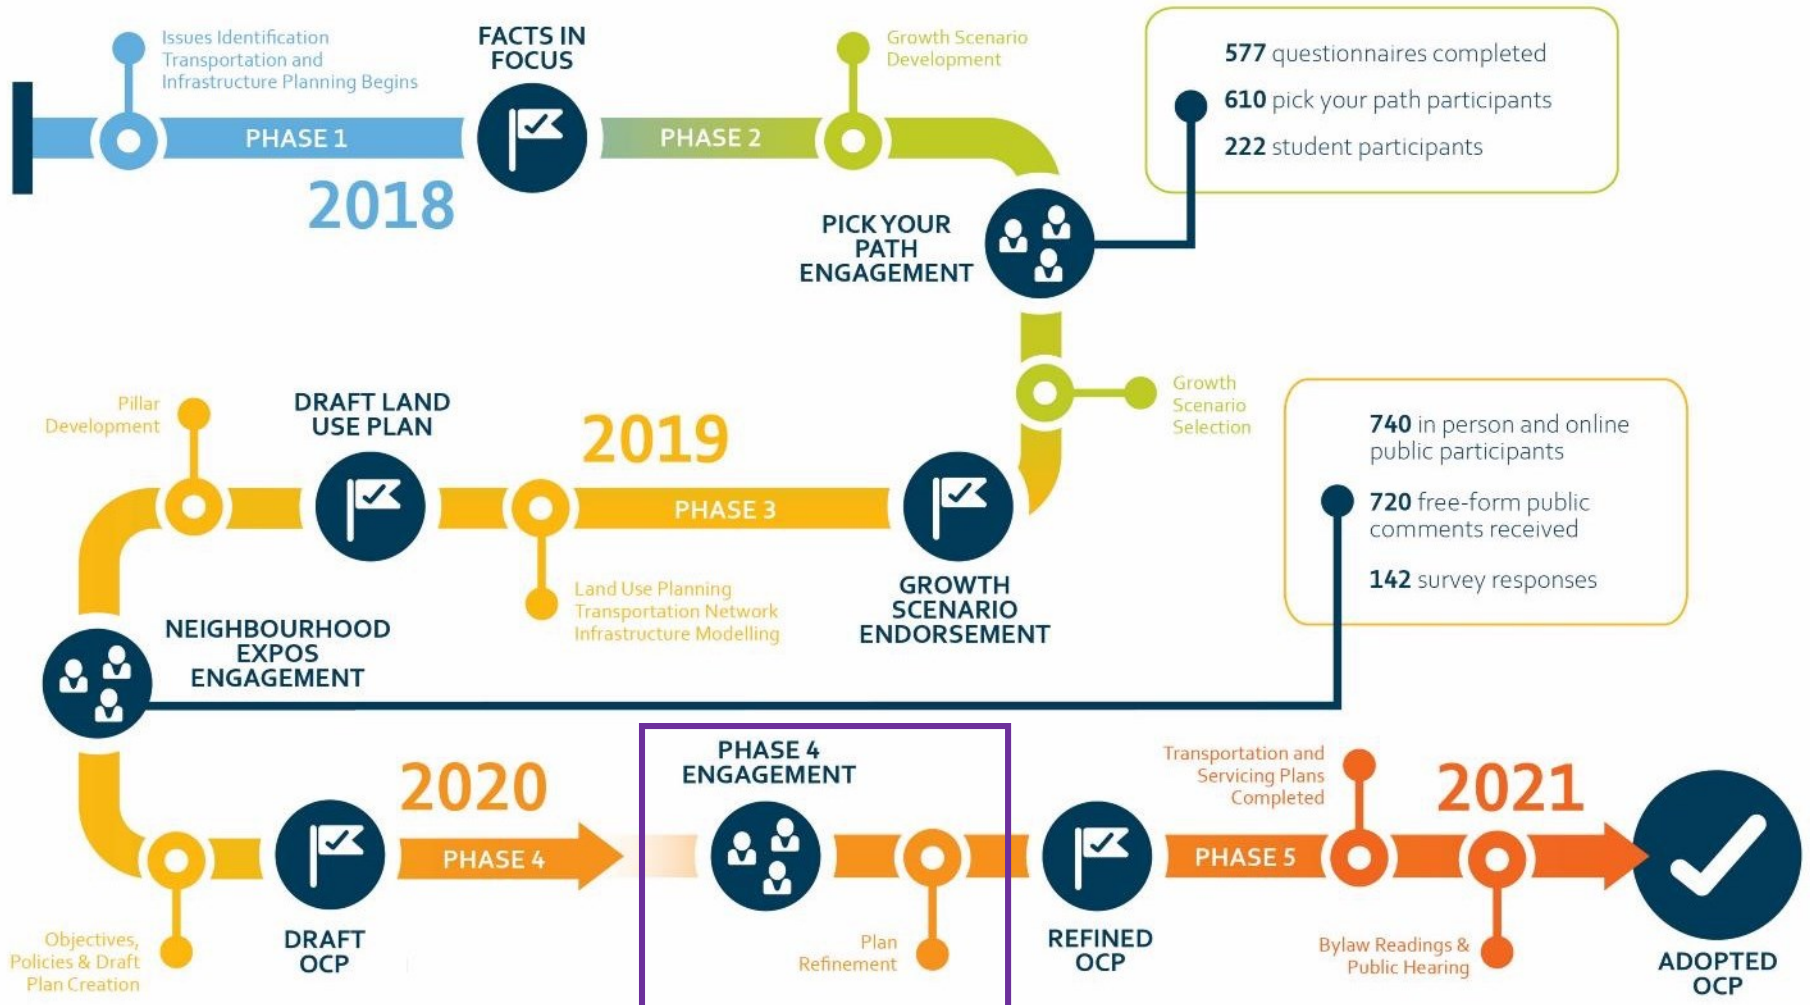 Issues Identification
Transportation and
Infrastructure Planning Begins
FACTS IN
FOCUS
Growth Scenario
Development
577 questionnaires completed
610 pick your path participants
222 student participants
PHASE 1
PHASE 2
2018
PICK YOUR
PATH
ENGAGEMENT
Growth
Scenario
Selection
Pillar
Development
DRAFT LAND
USE PLAN
2019
PHASE 3
740 in person and online
public participants
720 free-form public
comments received
142 survey responses
Land Use Planning
Transportation Network
Infrastructure Modelling
GROWTH
SCENARIO
ENDORSEMENT
NEIGHBOURHOOD
EXPOS
ENGAGEMENT
2020
PHASE 4
PHASE 4
ENGAGEMENT
Transportation and
Servicing Plans
Completed
2021
PHASE 5
Objectives,
Policies & Draft
Plan Creation
DRAFT
OCP
Plan
Refinement
REFINED
OCP
Bylaw Readings &
Public Hearing
ADOPTED
OCP